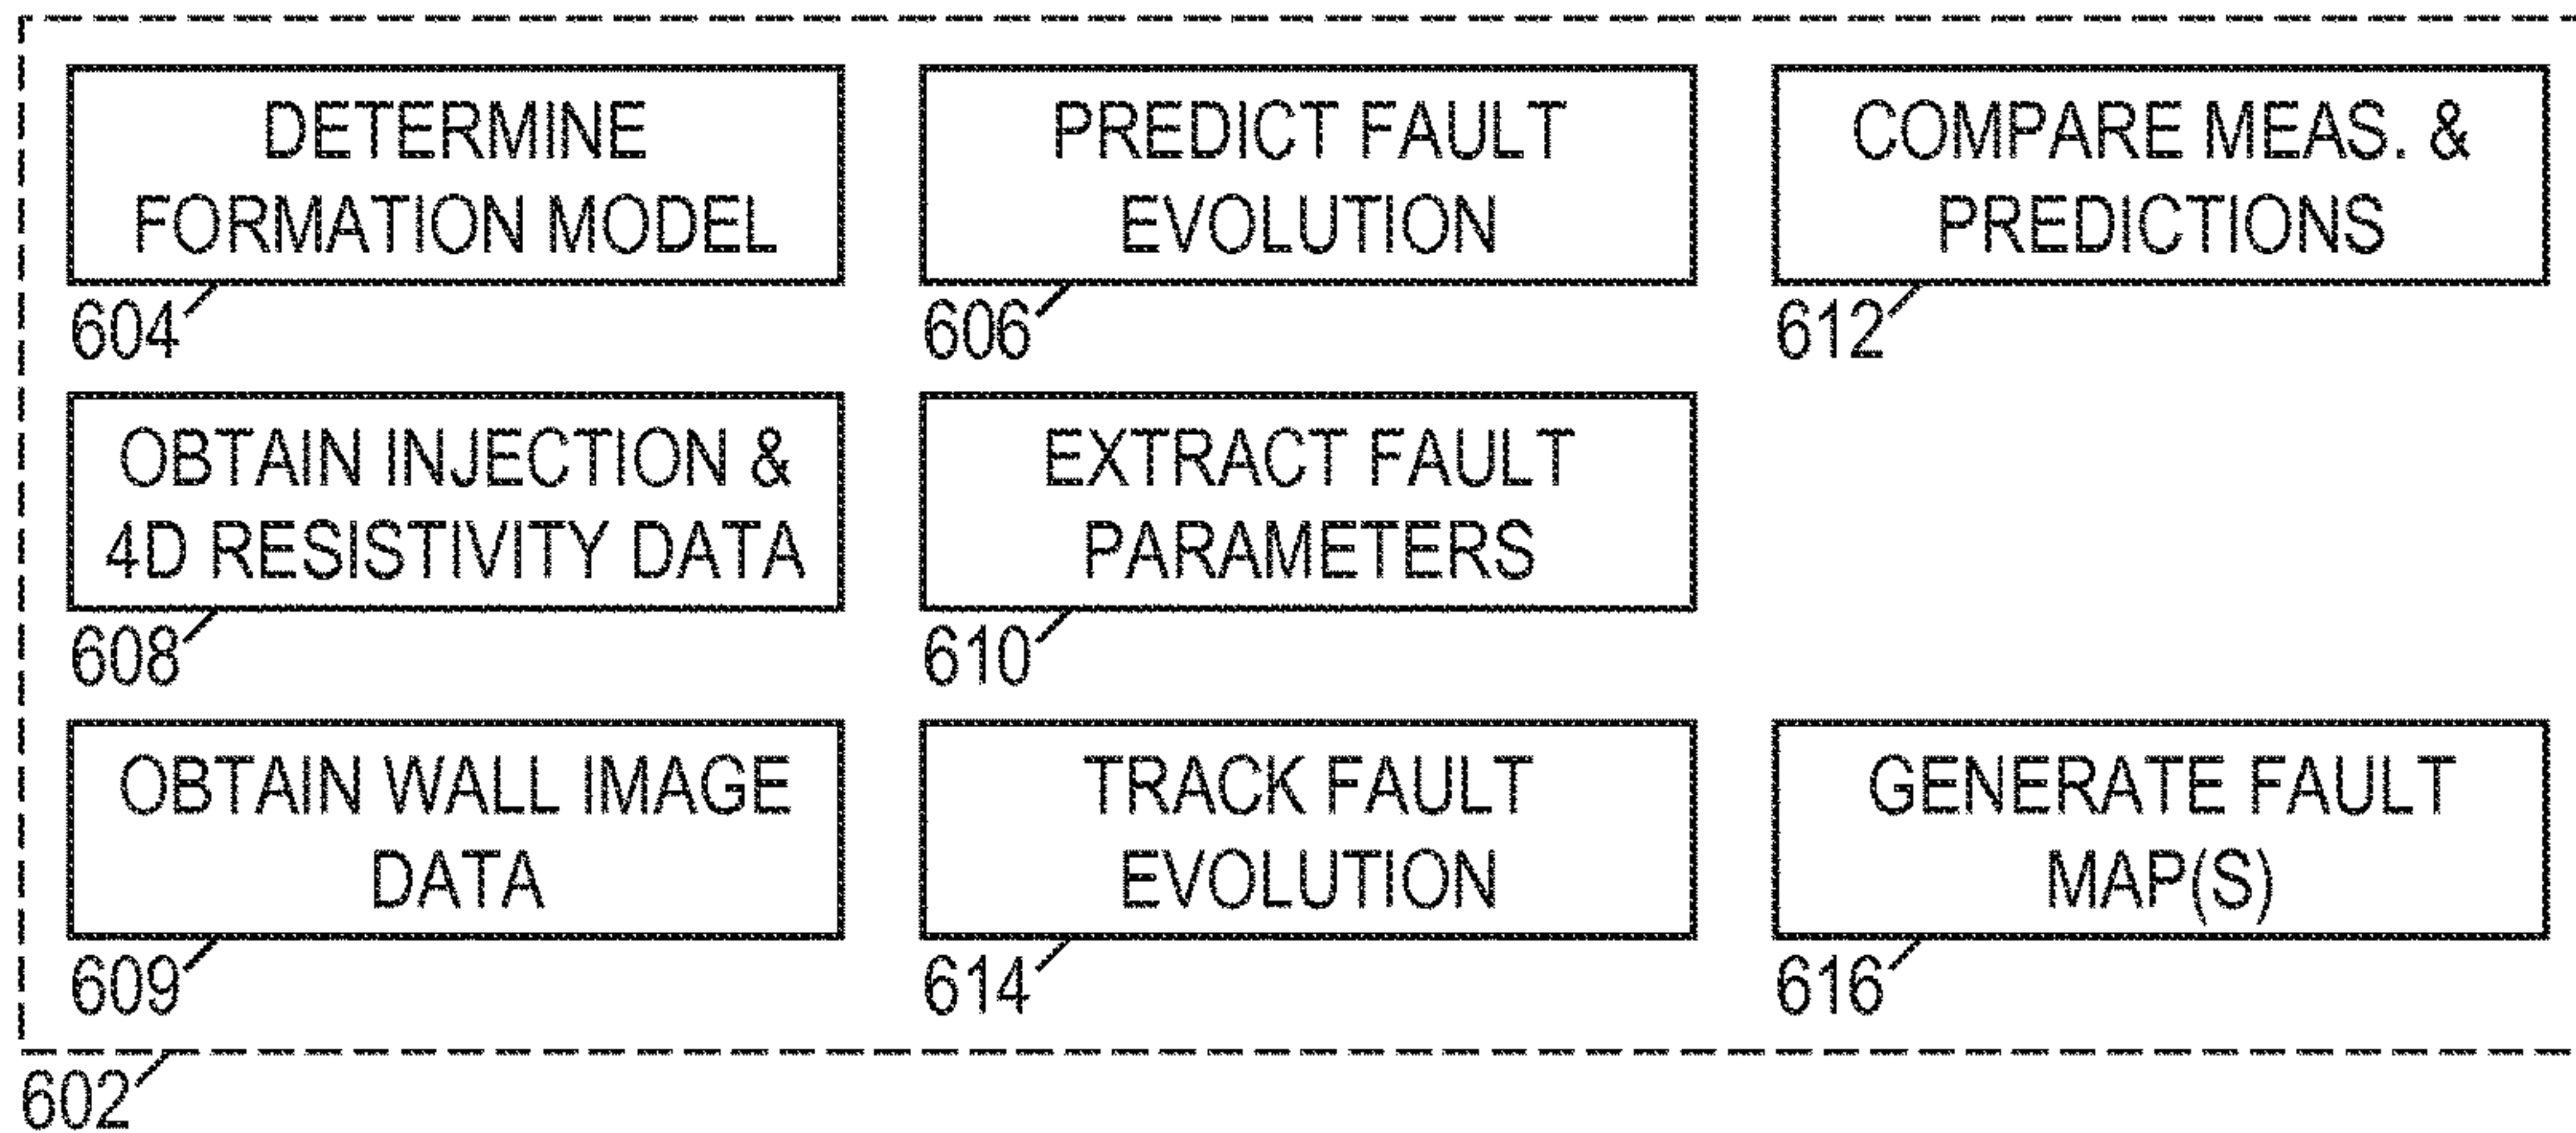 DETERMINE
FORMATION MODEL
604
PREDICT FAULT
EVOLUTION
606
COMPARE MEAS. &
PREDICTIONS
612
OBTAIN INJECTION &
4D RESISTIVITY DATA
608
EXTRACT FAULT
PARAMETERS
610
OBTAIN WALL IMAGE
DATA
609
TRACK FAULT
EVOLUTION
614
GENERATE FAULT
MAP(S)
616
602